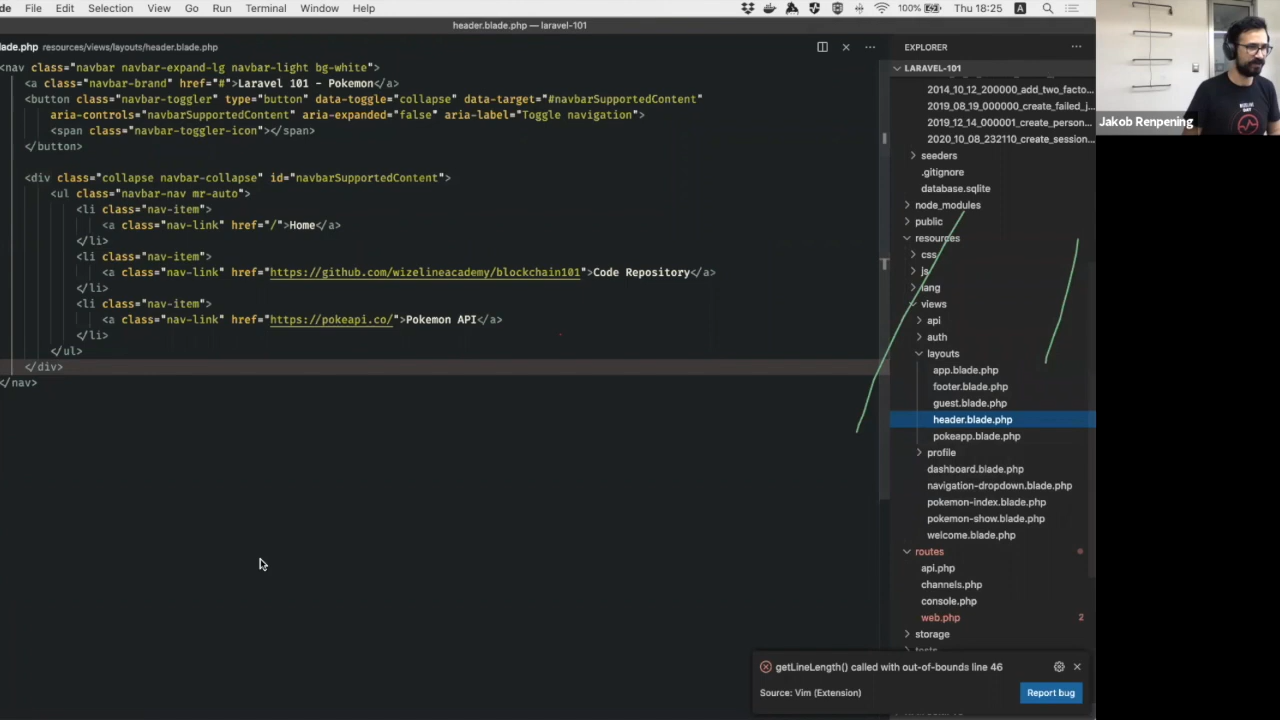 de File Edit Selection View Go Run Terminal Window Help 100% Thu 18:25 A
header.blade.php — laravel-101
lade.php resources/views/layouts/header.blade.php
<nav class="navbar navbar-expand-lg navbar-light bg-white">
<a class="navbar-brand" href="#">Laravel 101 - Pokemon</a>
<button class="navbar-toggler" type="button" data-toggle="collapse" data-target="#navbarSupportedContent"
aria-controls="navbarSupportedContent" aria-expanded="false" aria-label="Toggle navigation">
<span class="navbar-toggler-icon"></span>
</button>
<div class="collapse navbar-collapse" id="navbarSupportedContent">
<ul class="navbar-nav mr-auto">
<li class="nav-item">
<a class="nav-link" href="/">Home</a>
</li>
<li class="nav-item">
<a class="nav-link" href="https://github.com/wizelineacademy/blockchain101">Code Repository</a>
</li>
<li class="nav-item">
<a class="nav-link" href="https://pokeapi.co/">Pokemon API</a>
</li>
</ul>
</div>
</nav>
EXPLORER
LARAVEL-101
2014_10_12_200000_add_two_facto...
2019_08_19_000000_create_failed_j...
2019_12_14_000001_create_person...
2020_10_08_232110_create_session...
seeders
.gitignore
database.sqlite
node_modules
public
resources
css
js
lang
views
api
auth
layouts
app.blade.php
footer.blade.php
guest.blade.php
header.blade.php
pokeapp.blade.php
profile
dashboard.blade.php
navigation-dropdown.blade.php
pokemon-index.blade.php
pokemon-show.blade.php
welcome.blade.php
routes
api.php
channels.php
console.php
web.php 2
storage
tests
getLineLength() called with out-of-bounds line 46
Source: Vim (Extension)
Report bug
Jakob Renpening